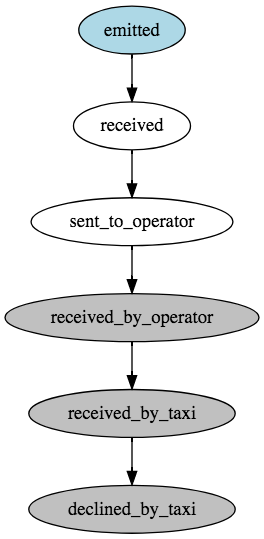 emitted
received
sent_to_operator
received_by_operator
received_by_taxi
declined_by_taxi